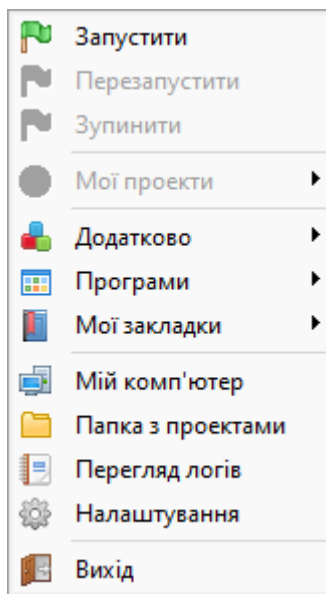 Запустити
Перезапустити
Зупинити
Мої проекти
Додатково
Програми
Мої закладки
Мій комп'ютер
Папка з проектами
Перегляд логів
Налаштування
Вихід